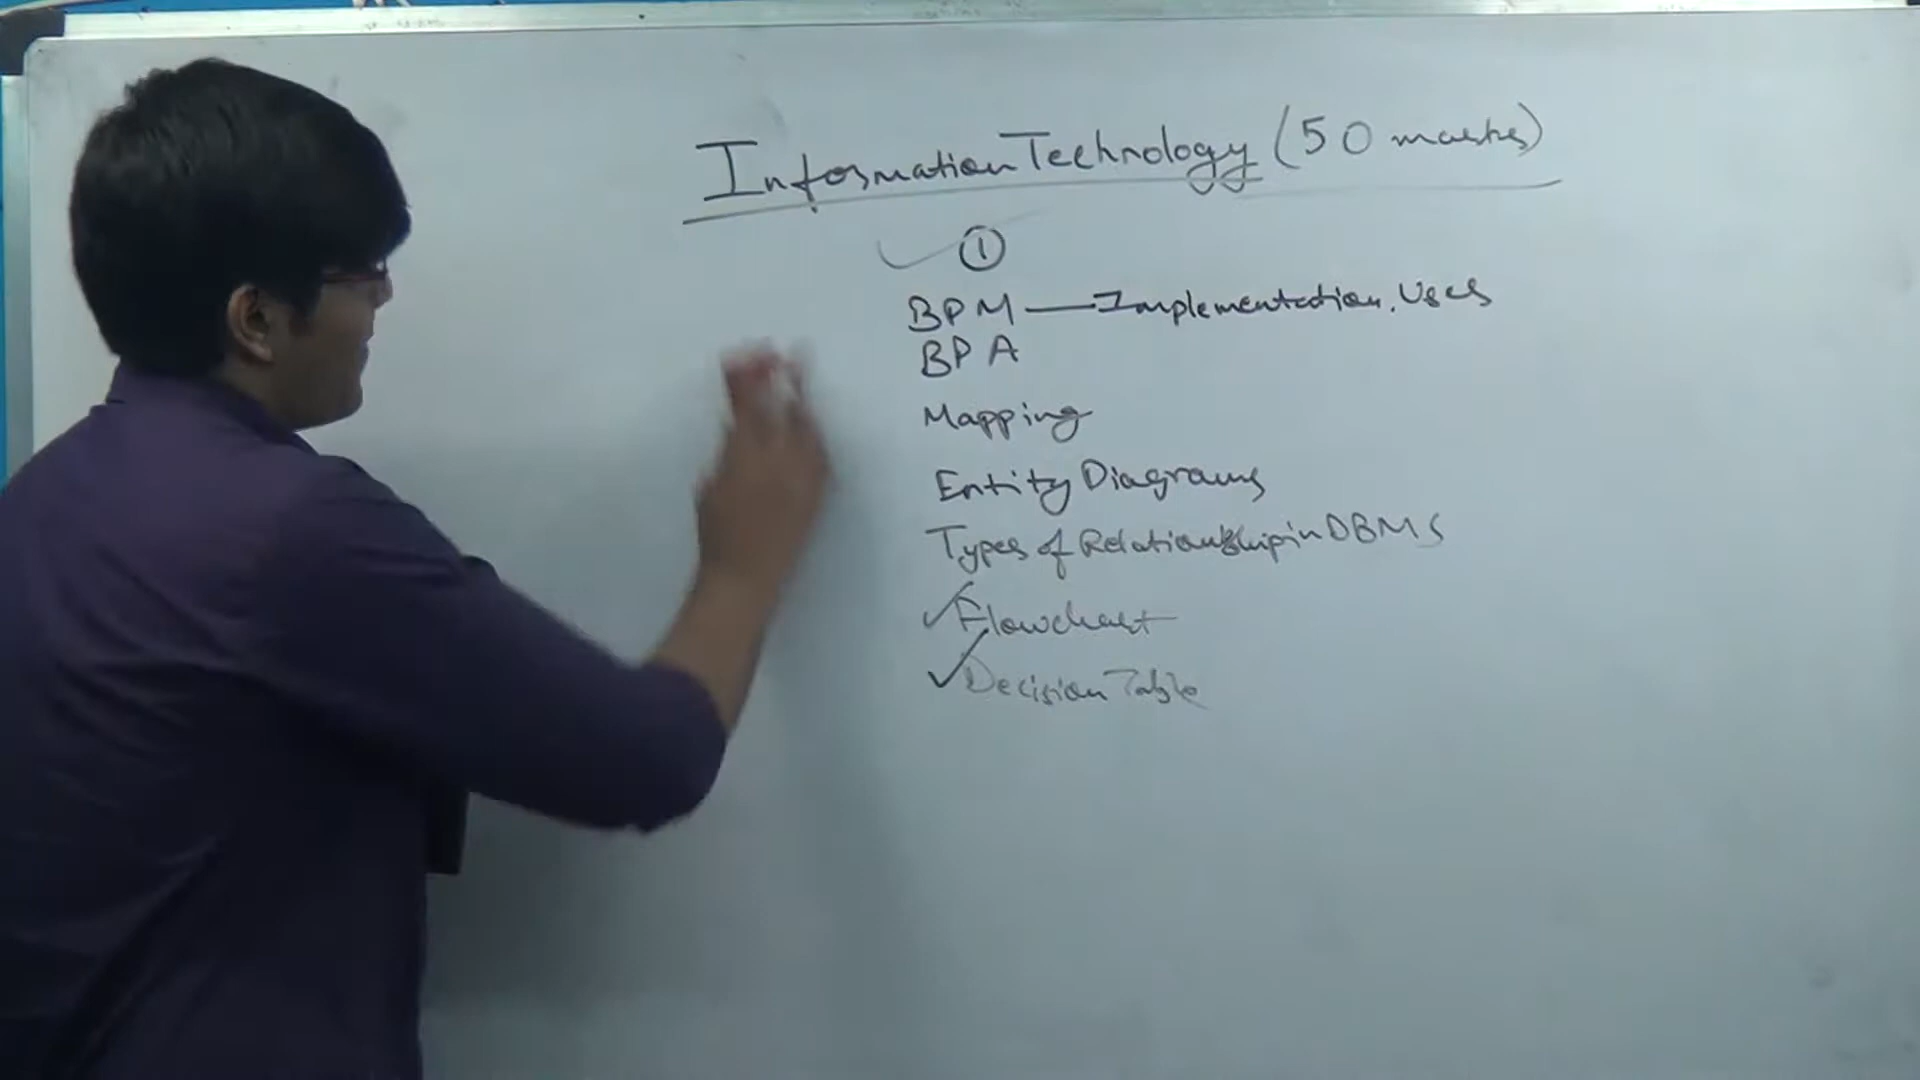 Information Technology (50 marks)
①
BPM — Implementation, Uses
BPA
Mapping
Entity Diagrams
Types of Relationship in DBMS
✓ Flowchart
✓ Decision Table